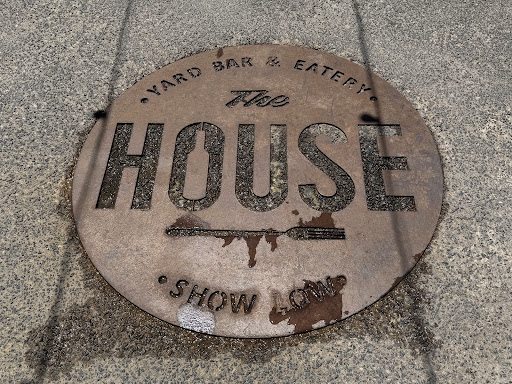 • YARD BAR & EATERY •
The
HOUSE
• SHOW LOW •